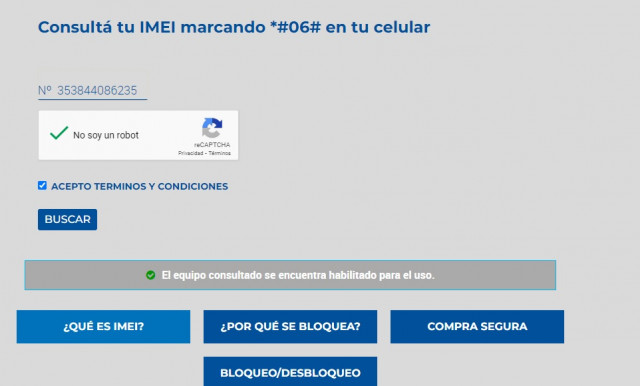 Consultá tu IMEI marcando *#06# en tu celular
Nº 353844086235
No soy un robot
reCAPTCHA
Privacidad - Términos
ACEPTO TERMINOS Y CONDICIONES
BUSCAR
El equipo consultado se encuentra habilitado para el uso.
¿QUÉ ES IMEI?
¿POR QUÉ SE BLOQUEA?
COMPRA SEGURA
BLOQUEO/DESBLOQUEO